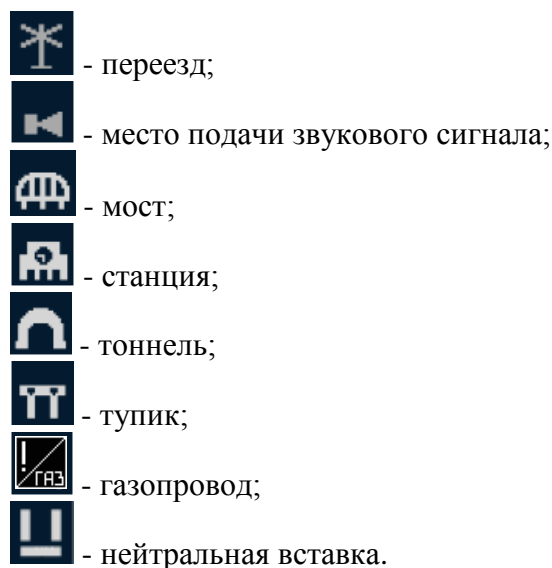 - переезд;
- место подачи звукового сигнала;
- мост;
- станция;
- тоннель;
- тупик;
! ГАЗ - газопровод;
- нейтральная вставка.